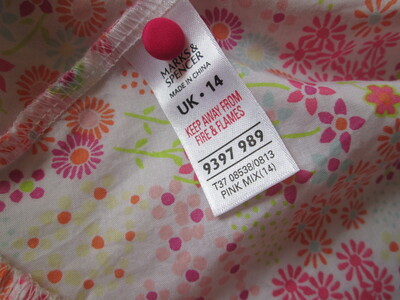 MARKS &
SPENCER
MADE IN CHINA
UK • 14
KEEP AWAY FROM
FIRE & FLAMES
9397 989
T37 08538/0813
PINK MIX(14)